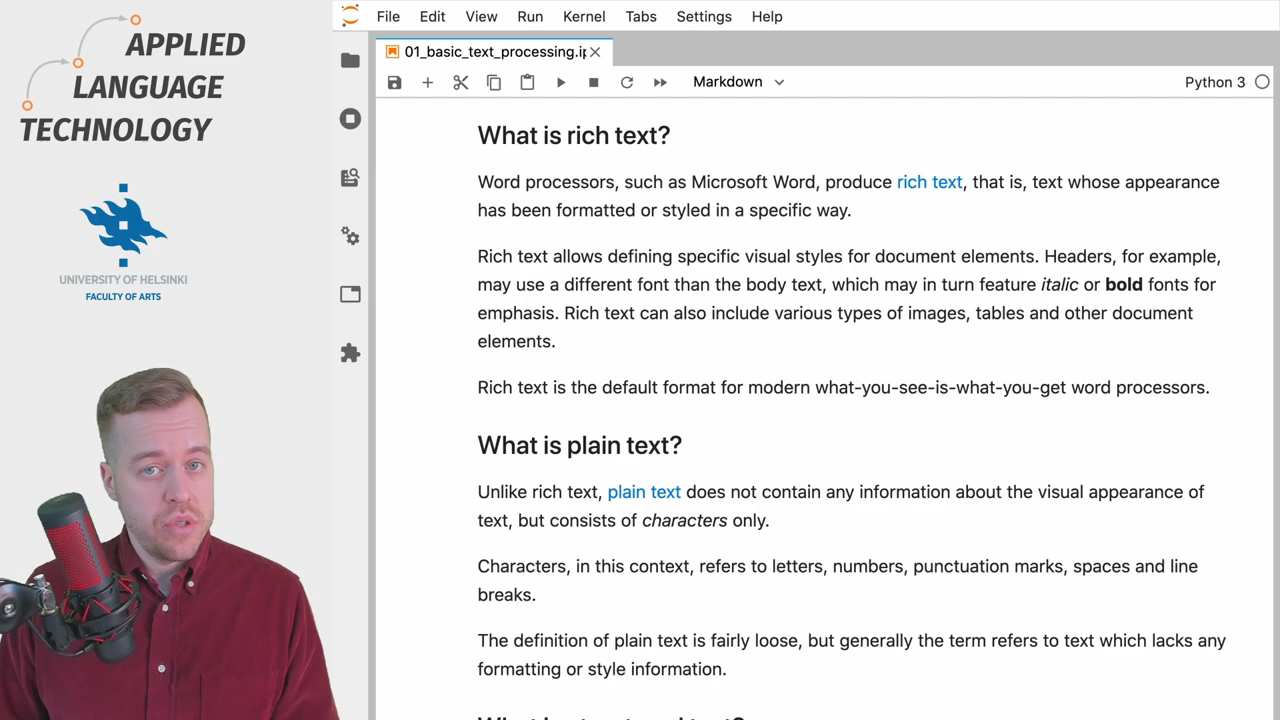 APPLIED
LANGUAGE
TECHNOLOGY
UNIVERSITY OF HELSINKI
FACULTY OF ARTS
File Edit View Run Kernel Tabs Settings Help
01_basic_text_processing.ip
Markdown
Python 3
What is rich text?
Word processors, such as Microsoft Word, produce rich text, that is, text whose appearance
has been formatted or styled in a specific way.
Rich text allows defining specific visual styles for document elements. Headers, for example,
may use a different font than the body text, which may in turn feature italic or bold fonts for
emphasis. Rich text can also include various types of images, tables and other document
elements.
Rich text is the default format for modern what-you-see-is-what-you-get word processors.
What is plain text?
Unlike rich text, plain text does not contain any information about the visual appearance of
text, but consists of characters only.
Characters, in this context, refers to letters, numbers, punctuation marks, spaces and line
breaks.
The definition of plain text is fairly loose, but generally the term refers to text which lacks any
formatting or style information.